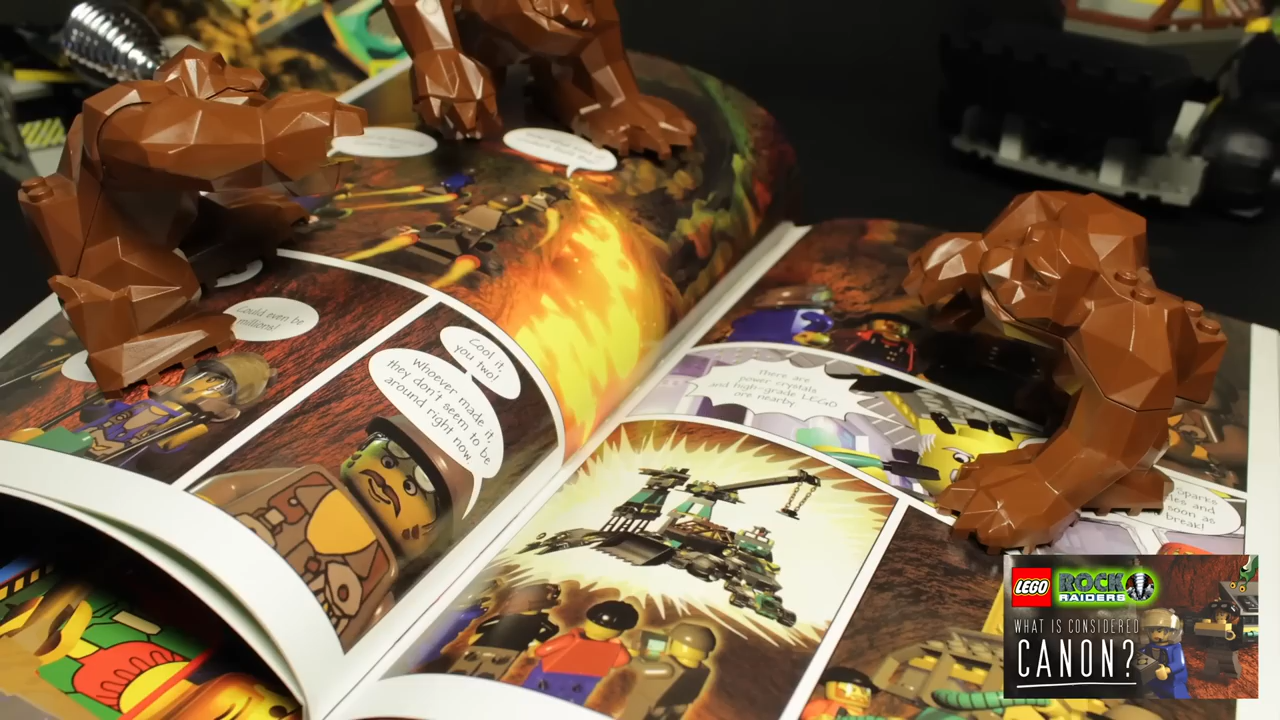 Could even be
millions!
Cool it,
you two!
Whoever made it,
they don't seem to be
around right now.
There are
power crystals
and high-grade LEGO
ore nearby.
Sparks
les and
soon as
break!
LEGO
ROCK
RAIDERS
WHAT IS CONSIDERED
CANON?